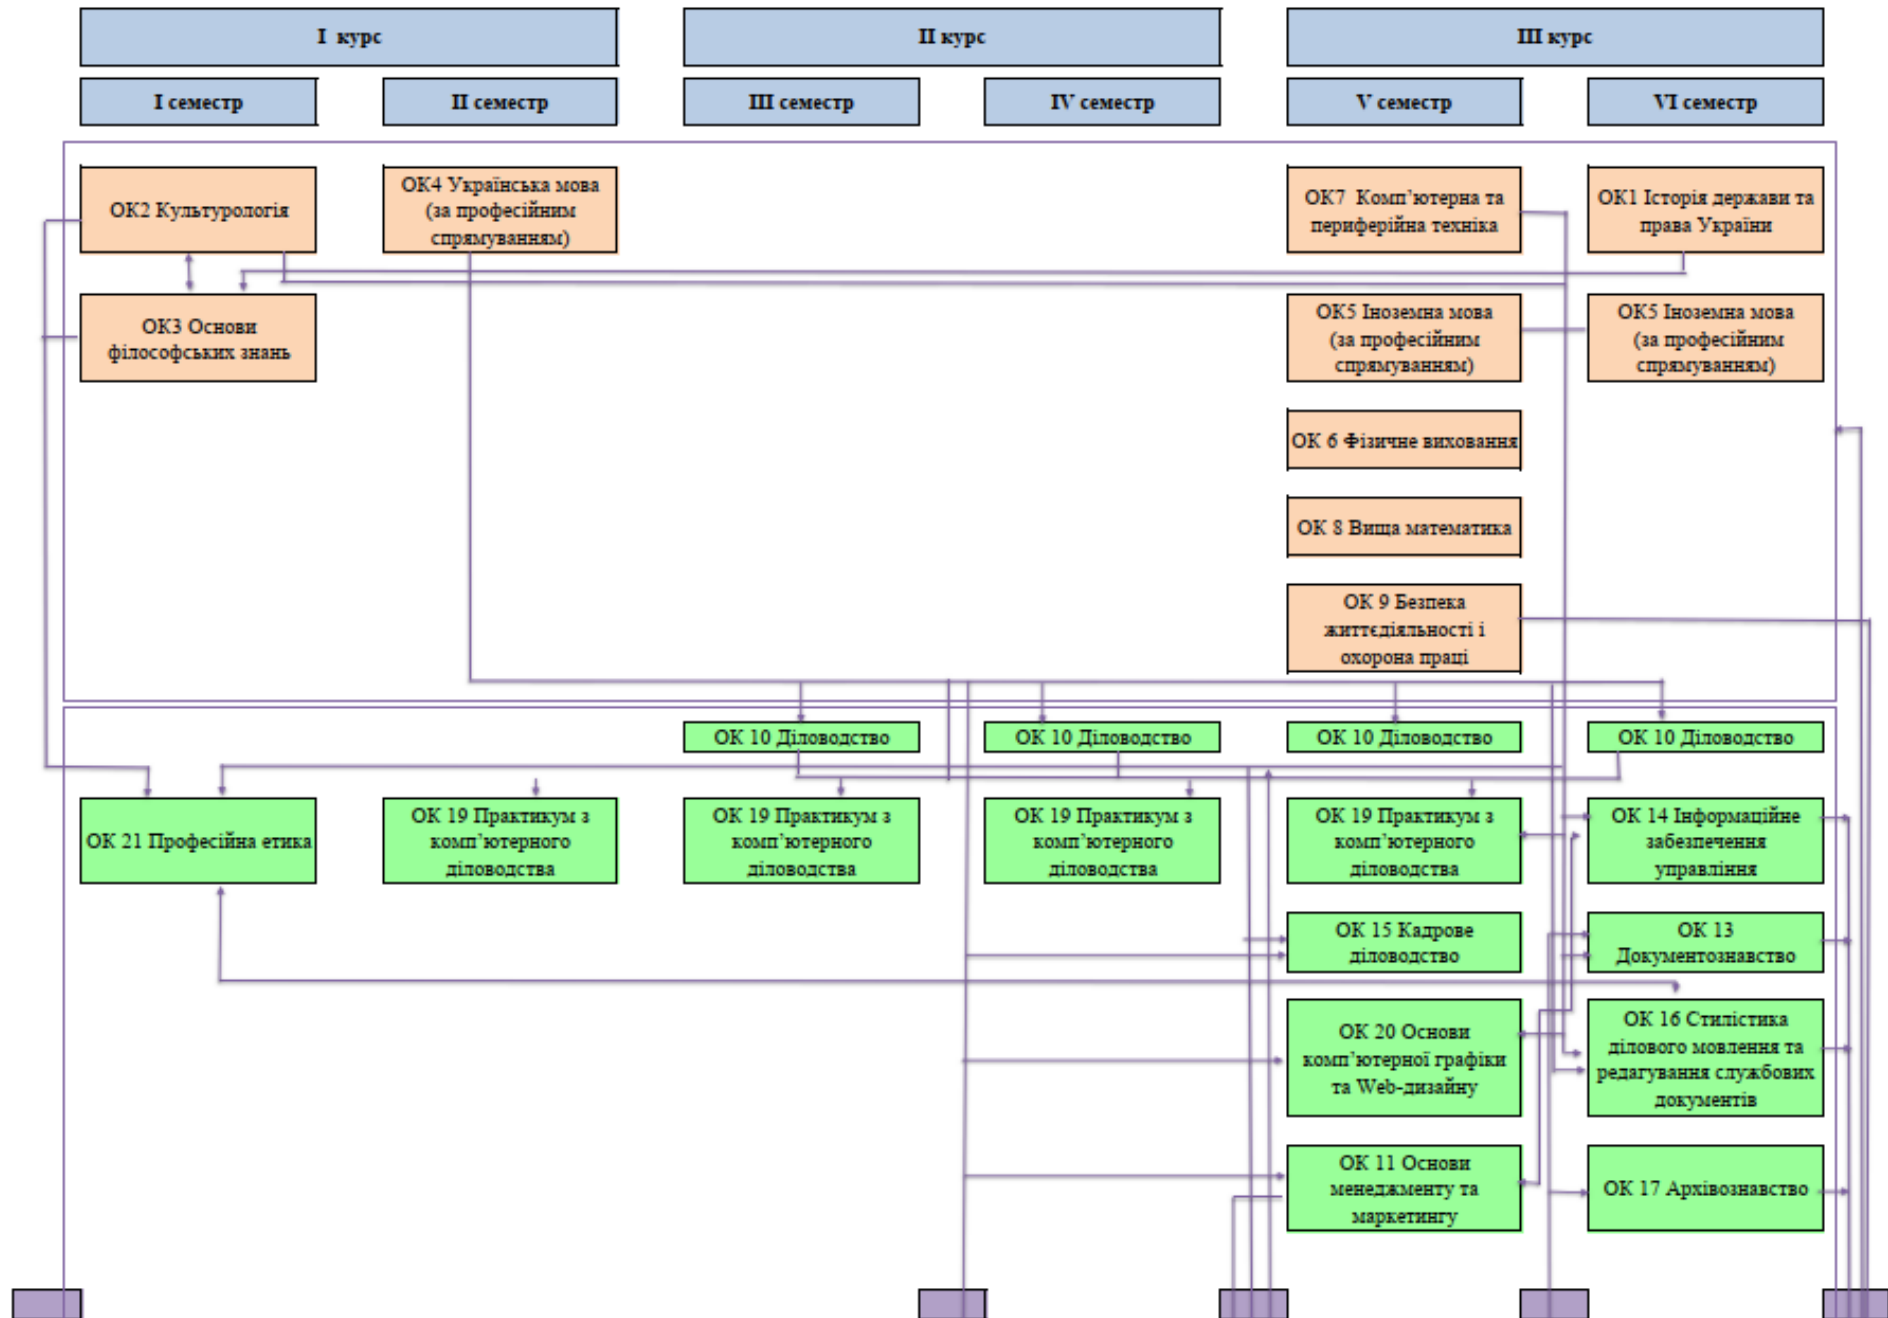 І курс
ІІ курс
ІІІ курс
І семестр
ІІ семестр
ІІІ семестр
IV семестр
V семестр
VI семестр
ОК2 Культурологія
ОК4 Українська мова
(за професійним
спрямуванням)
ОК7 Комп’ютерна та
периферійна техніка
ОК1 Історія держави та
права України
ОК3 Основи
філософських знань
ОК5 Іноземна мова
(за професійним
спрямуванням)
ОК5 Іноземна мова
(за професійним
спрямуванням)
ОК 6 Фізичне виховання
ОК 8 Вища математика
ОК 9 Безпека
життєдіяльності і
охорона праці
ОК 10 Діловодство
ОК 10 Діловодство
ОК 10 Діловодство
ОК 10 Діловодство
ОК 21 Професійна етика
ОК 19 Практикум з
комп’ютерного
діловодства
ОК 19 Практикум з
комп’ютерного
діловодства
ОК 19 Практикум з
комп’ютерного
діловодства
ОК 19 Практикум з
комп’ютерного
діловодства
ОК 14 Інформаційне
забезпечення
управління
ОК 15 Кадрове
діловодство
ОК 13
Документознавство
ОК 20 Основи
комп’ютерної графіки
та Web-дизайну
ОК 16 Стилістика
ділового мовлення та
редагування службових
документів
ОК 11 Основи
менеджменту та
маркетингу
ОК 17 Архівознавство